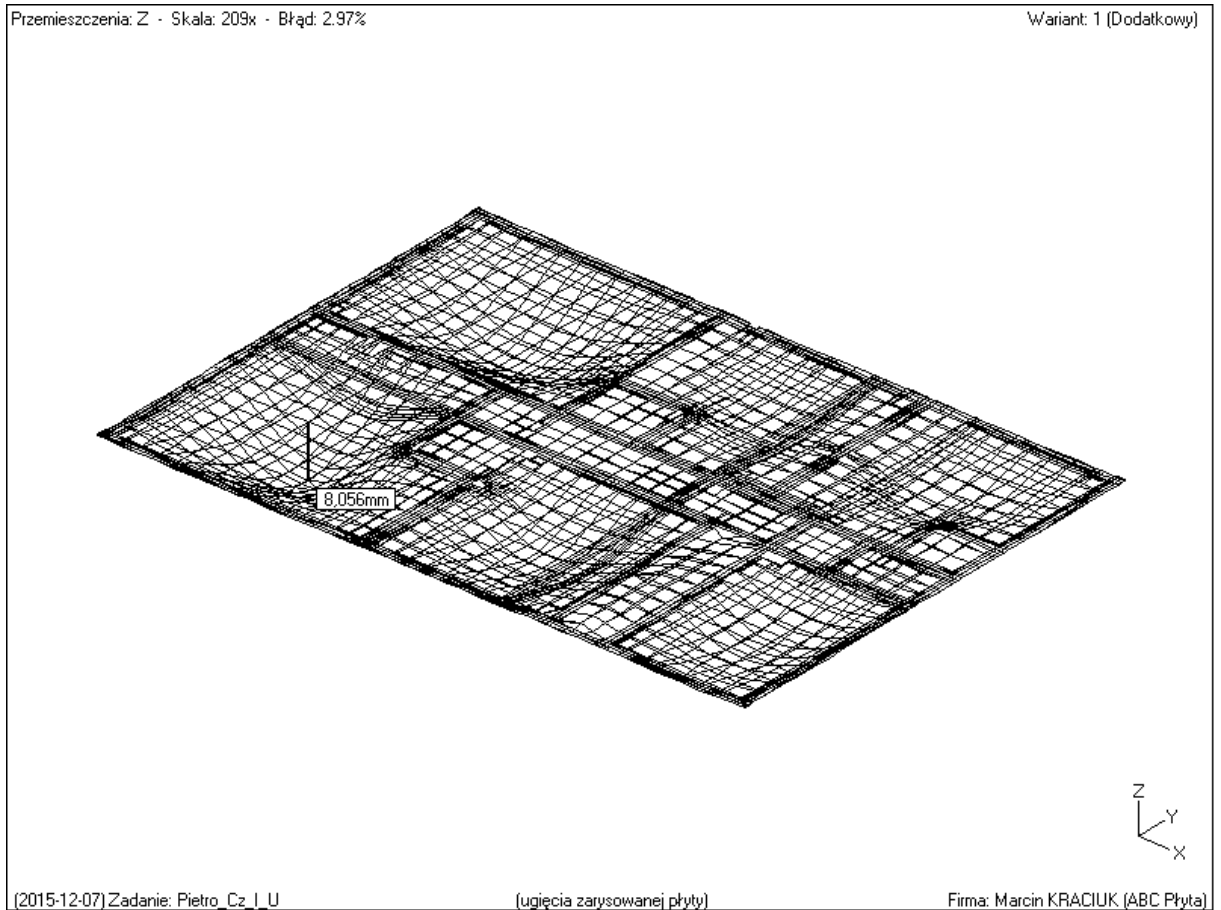 Przemieszczenia: Z - Skala: 209x - Błąd: 2.97%
Wariant: 1 (Dodatkowy)
8,056mm
Z
Y
X
(2015-12-07) Zadanie: Pietro_Cz_I_U
(ugięcia zarysowanej płyty)
Firma: Marcin KRACIUK (ABC Płyta)